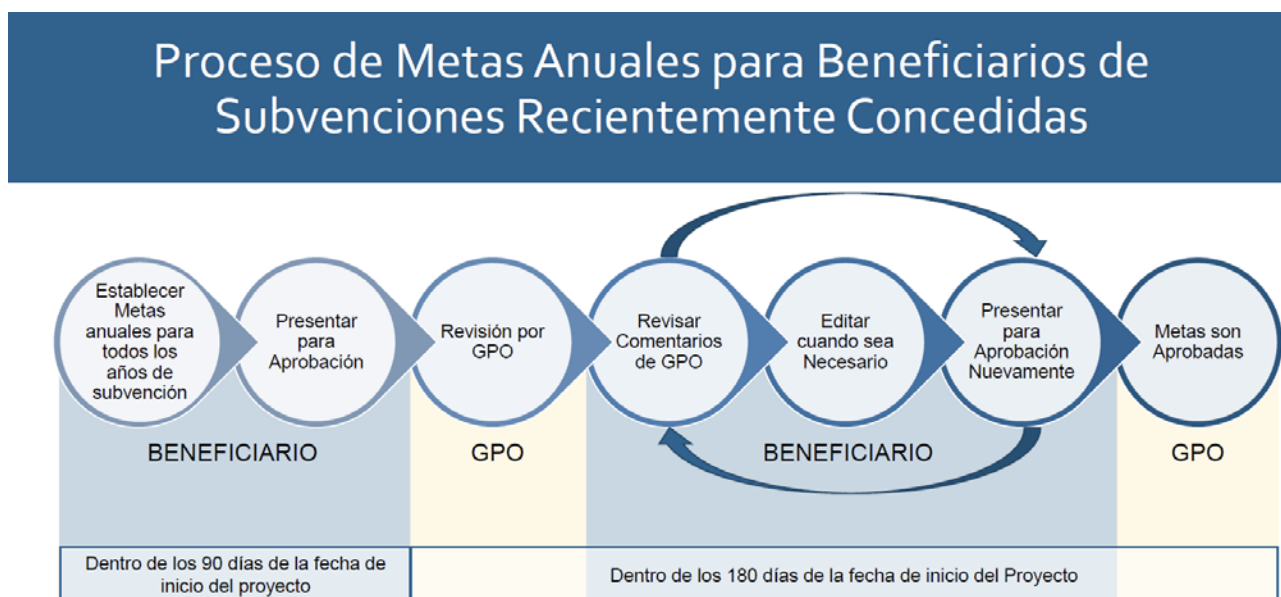 Proceso de Metas Anuales para Beneficiarios de
Subvenciones Recientemente Concedidas
Establecer
Metas
anuales para
todos los
años de
subvención
Presentar
para
Aprobación
Revisión por
GPO
Revisar
Comentarios
de GPO
Editar
cuando sea
Necesario
Presentar
para
Aprobación
Nuevamente
Metas son
Aprobadas
BENEFICIARIO
GPO
BENEFICIARIO
GPO
Dentro de los 90 días de la fecha de
inicio del proyecto
Dentro de los 180 días de la fecha de inicio del Proyecto